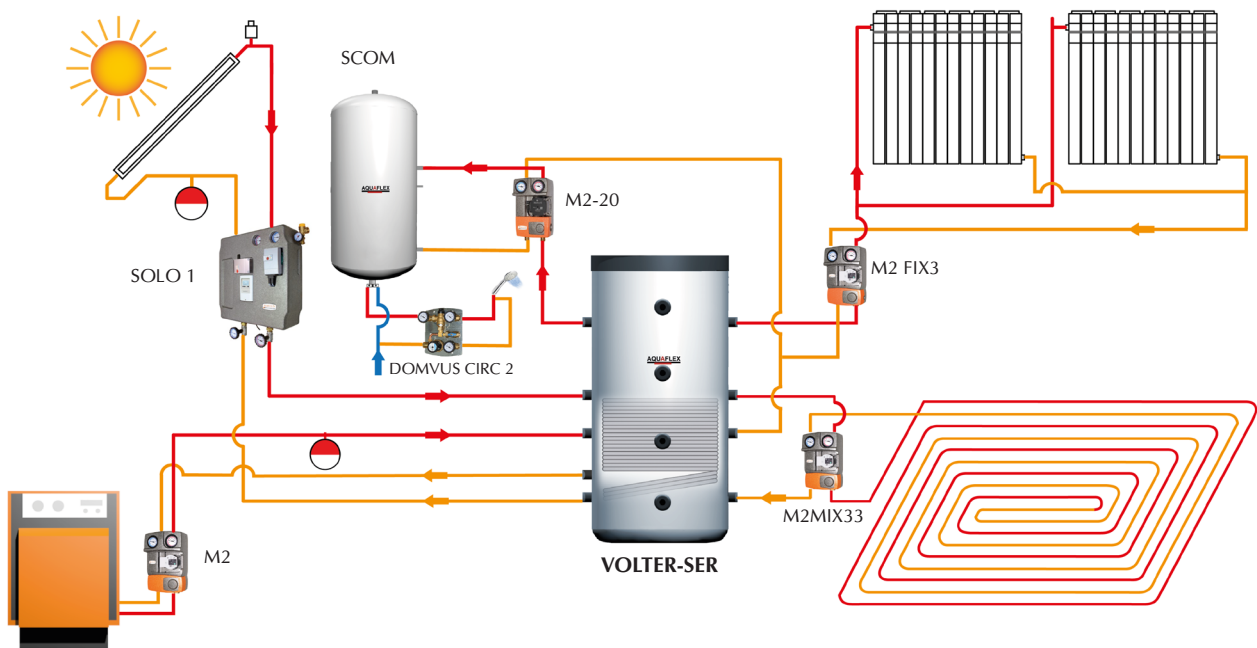 SCOM
AQUAFLEX
M2-20
SOLO 1
M2 FIX3
DOMVUS CIRC 2
AQUAFLEX
M2
M2MIX33
VOLTER-SER